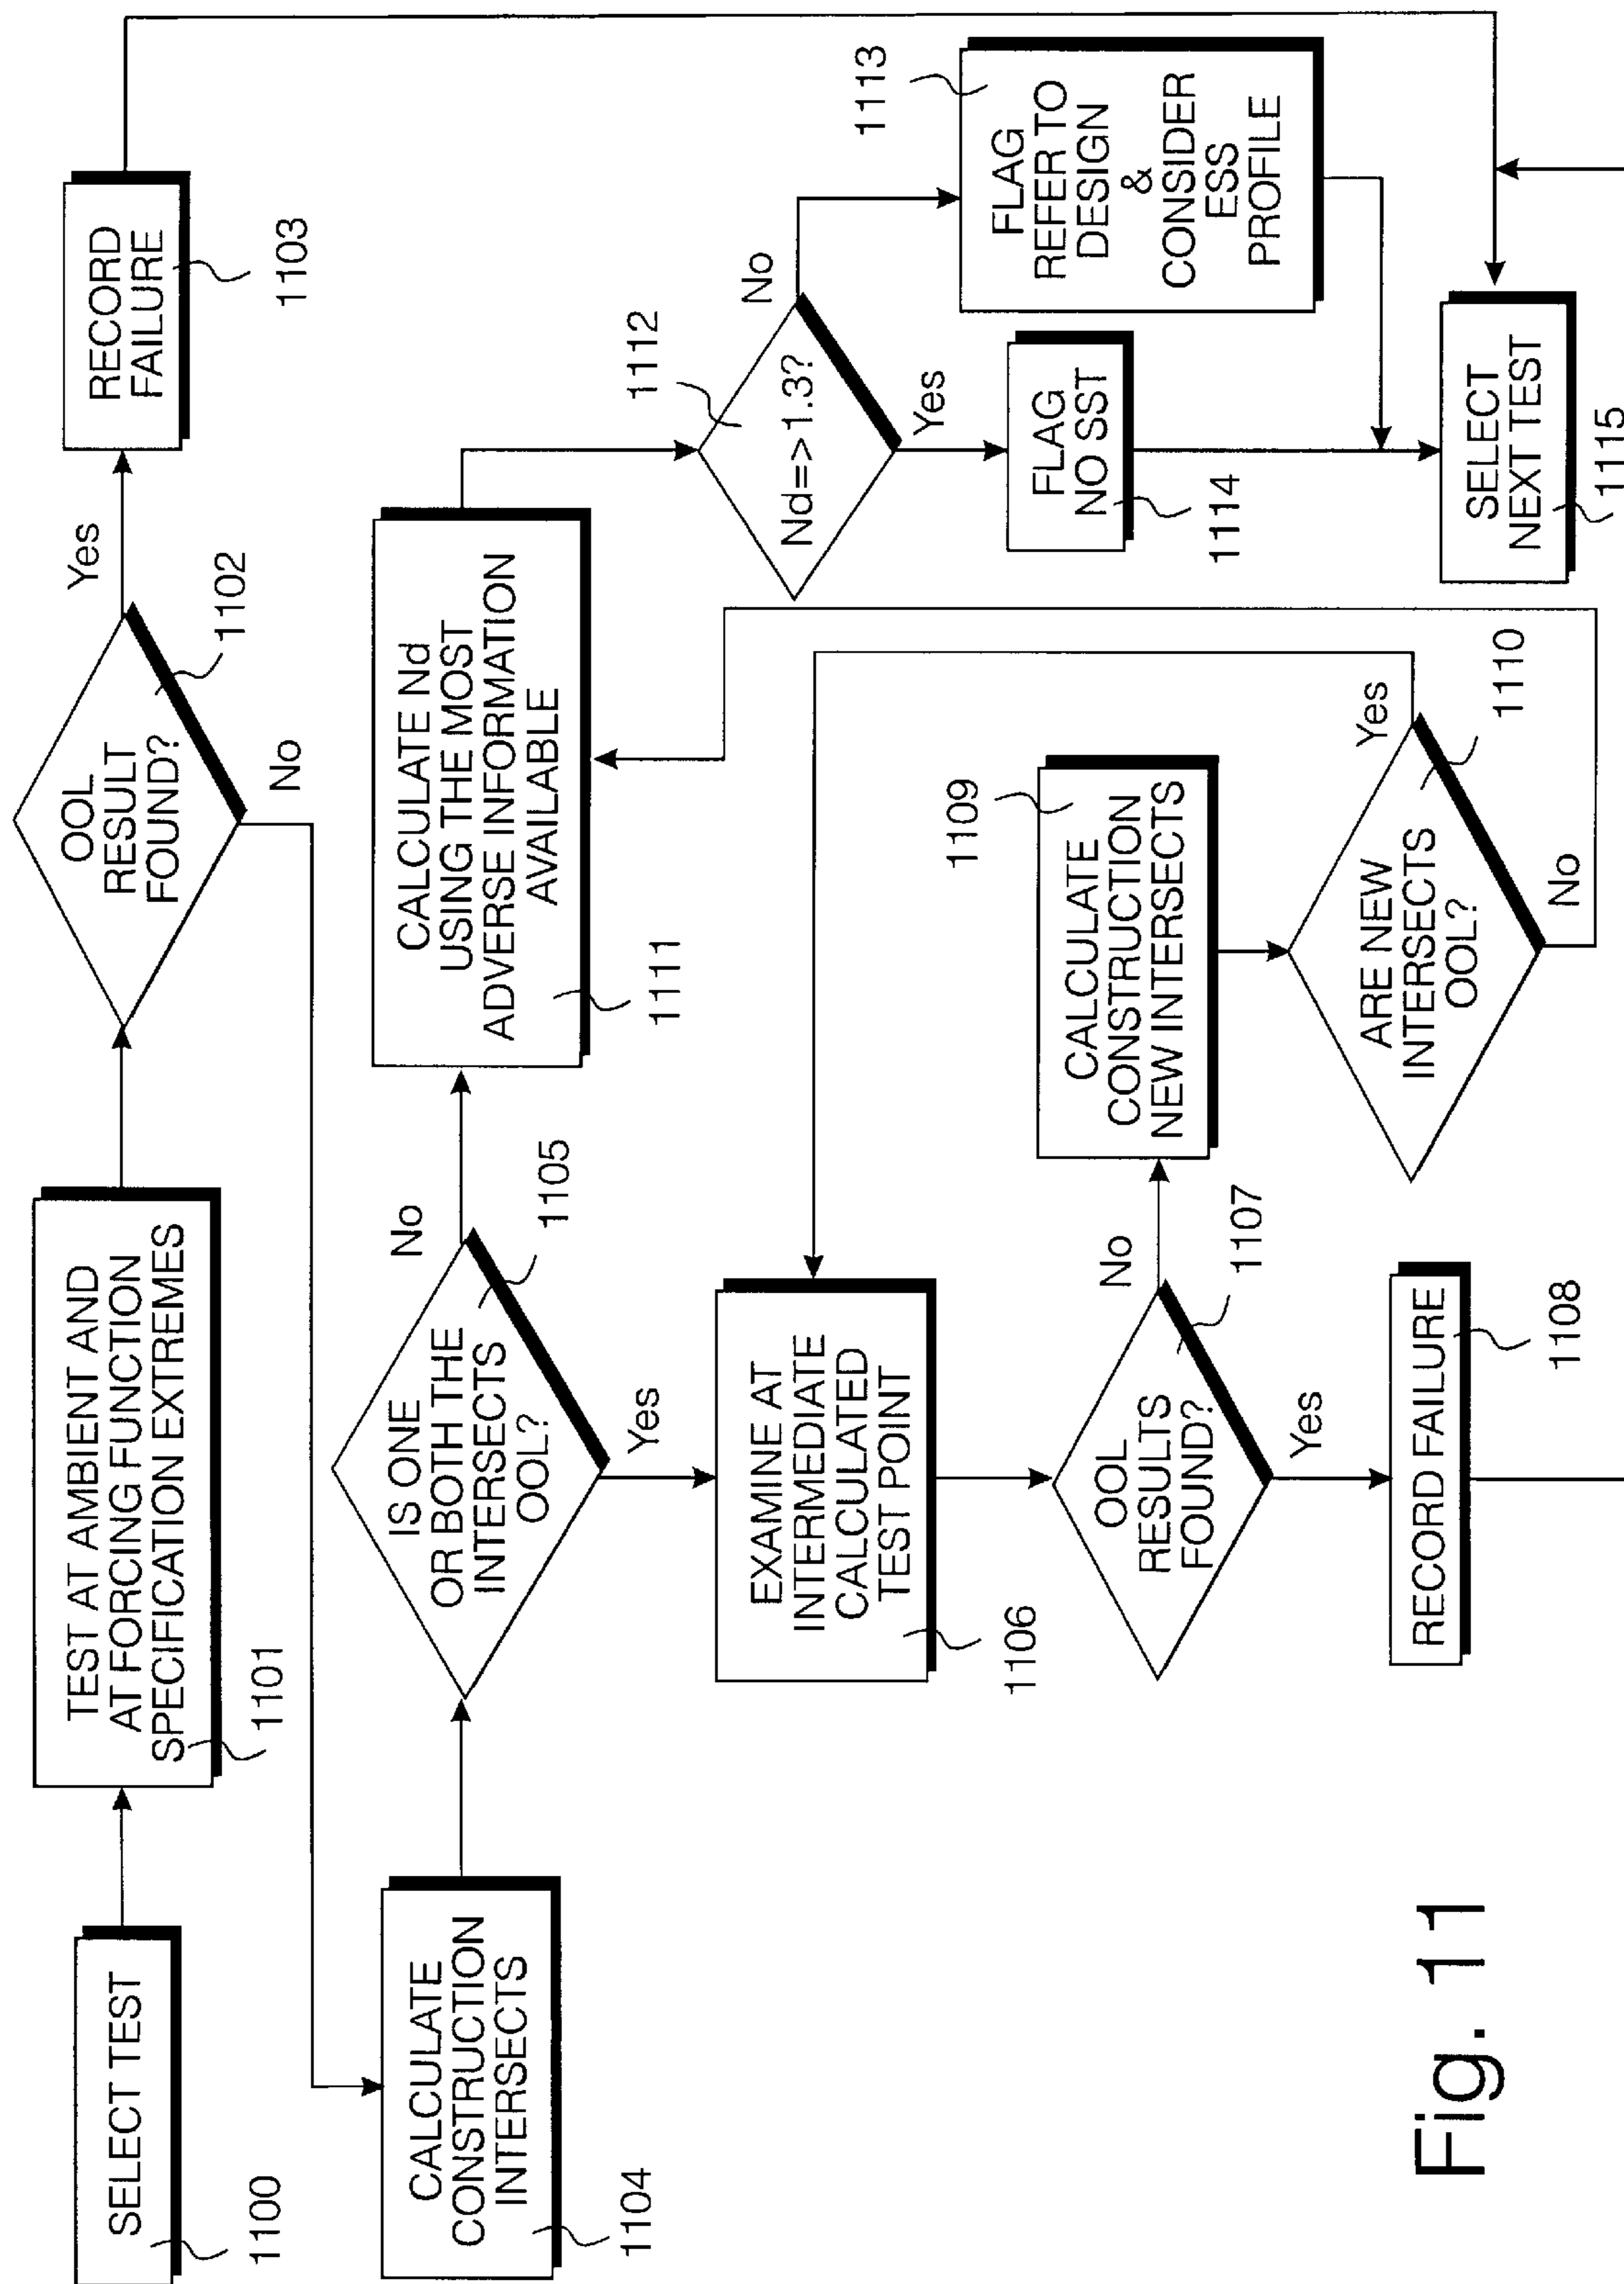 SELECT TEST
1100
TEST AT AMBIENT AND
AT FORCING FUNCTION
SPECIFICATION EXTREMES
1101
OOL
RESULT
FOUND?
1102
Yes
No
RECORD
FAILURE
1103
CALCULATE
CONSTRUCTION
INTERSECTS
1104
IS ONE
OR BOTH THE
INTERSECTS
OOL?
1105
No
Yes
CALCULATE Nd
USING THE MOST
ADVERSE INFORMATION
AVAILABLE
1111
Nd=>1.3?
1112
No
Yes
FLAG
REFER TO
DESIGN
&
CONSIDER
ESS
PROFILE
1113
FLAG
NO SST
1114
EXAMINE AT
INTERMEDIATE
CALCULATED
TEST POINT
1106
OOL
RESULTS
FOUND?
1107
No
Yes
CALCULATE
CONSTRUCTION
NEW INTERSECTS
1109
ARE NEW
INTERSECTS
OOL?
1110
Yes
No
RECORD FAILURE
1108
SELECT
NEXT TEST
1115
Fig. 11